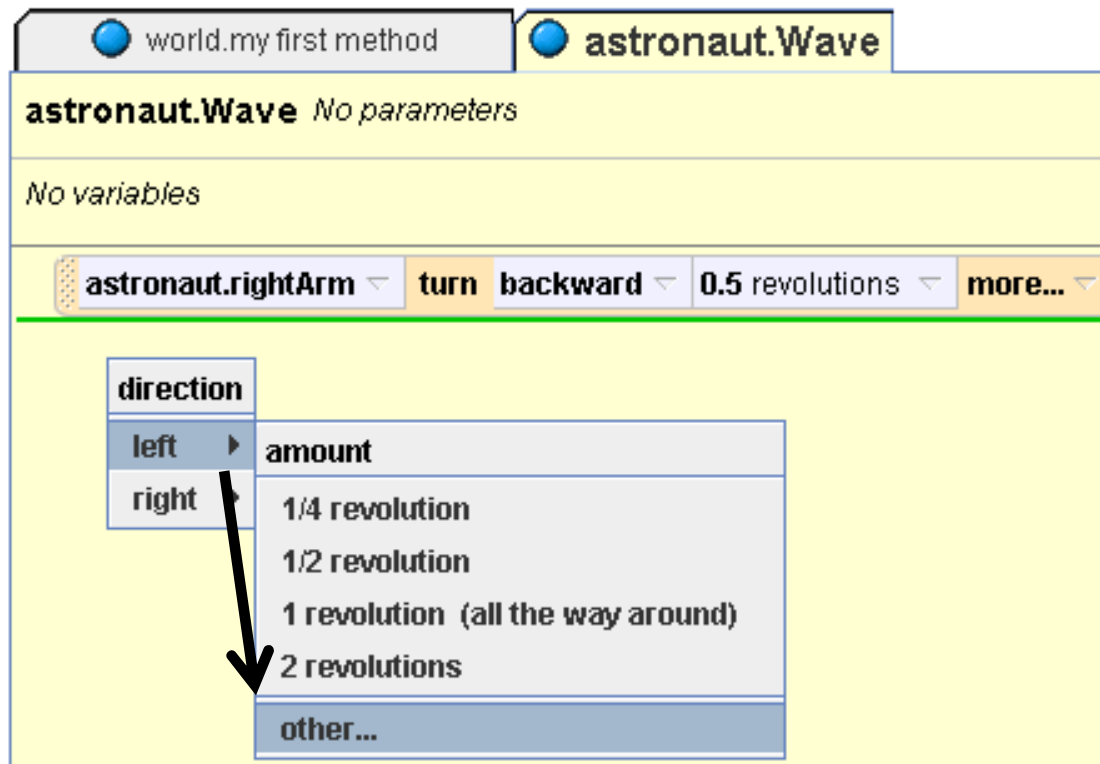 world.my first method astronaut.Wave
astronaut.Wave No parameters
No variables
astronaut.rightArm turn backward 0.5 revolutions more...
direction
left
right
amount
1/4 revolution
1/2 revolution
1 revolution (all the way around)
2 revolutions
other...